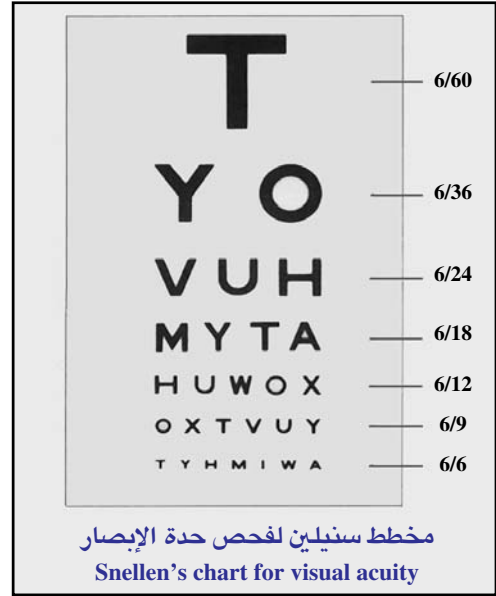 T 6/60
Y O 6/36
V U H 6/24
M Y T A 6/18
H U W O X 6/12
O X T V U Y 6/9
T Y H M I W A 6/6
مخطط سنيلين لفحص حدة الإبصار
Snellen's chart for visual acuity